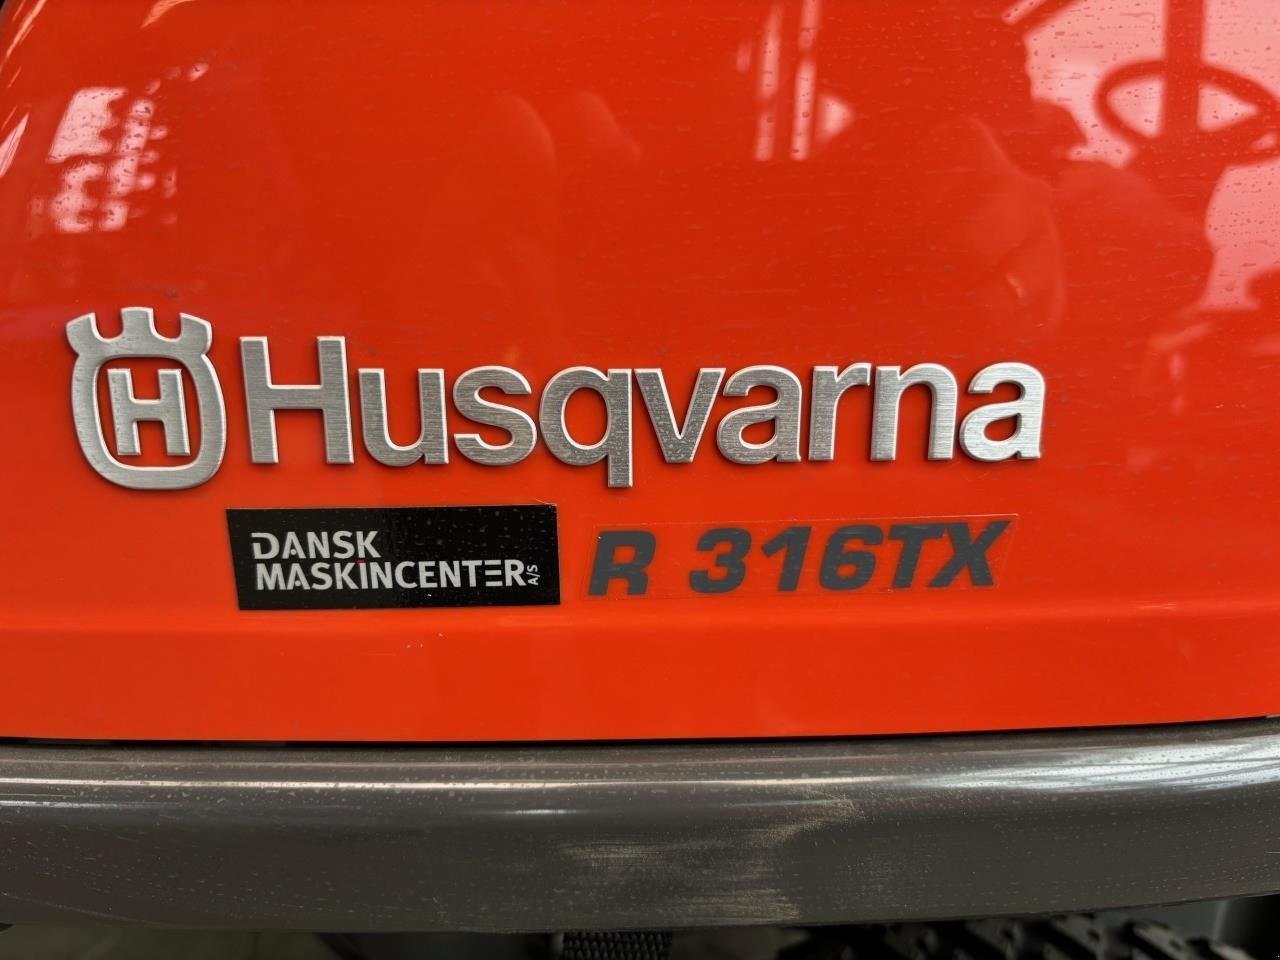 H Husqvarna
DANSK
MASKINCENTER A/S
R 316TX